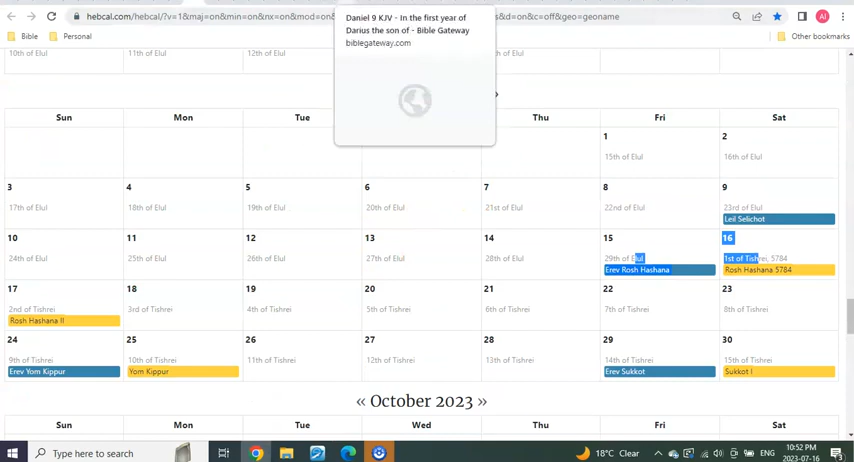 hebcal.com/hebcal/?v=1&maj=on&min=on&nx=on&mod=on&
s&d=on&c=off&geo=geoname
AI
Bible
Personal
Other bookmarks
Daniel 9 KJV - In the first year of
Darius the son of - Bible Gateway
biblegateway.com
10th of Elul
11th of Elul
12th of Elul
»
Sun
Mon
Tue
Thu
Fri
Sat
1
2
15th of Elul
16th of Elul
3
4
5
6
7
8
9
17th of Elul
18th of Elul
19th of Elul
20th of Elul
21st of Elul
22nd of Elul
23rd of Elul
Leil Selichot
10
11
12
13
14
15
16
24th of Elul
25th of Elul
26th of Elul
27th of Elul
28th of Elul
29th of Elul
1st of Tishrei, 5784
Erev Rosh Hashana
Rosh Hashana 5784
17
18
19
20
21
22
23
2nd of Tishrei
3rd of Tishrei
4th of Tishrei
5th of Tishrei
6th of Tishrei
7th of Tishrei
8th of Tishrei
Rosh Hashana II
24
25
26
27
28
29
30
9th of Tishrei
10th of Tishrei
11th of Tishrei
12th of Tishrei
13th of Tishrei
14th of Tishrei
15th of Tishrei
Erev Yom Kippur
Yom Kippur
Erev Sukkot
Sukkot I
« October 2023 »
Sun
Mon
Tue
Wed
Thu
Fri
Sat
Type here to search
18°C Clear
ENG
10:52 PM
2023-07-16
3